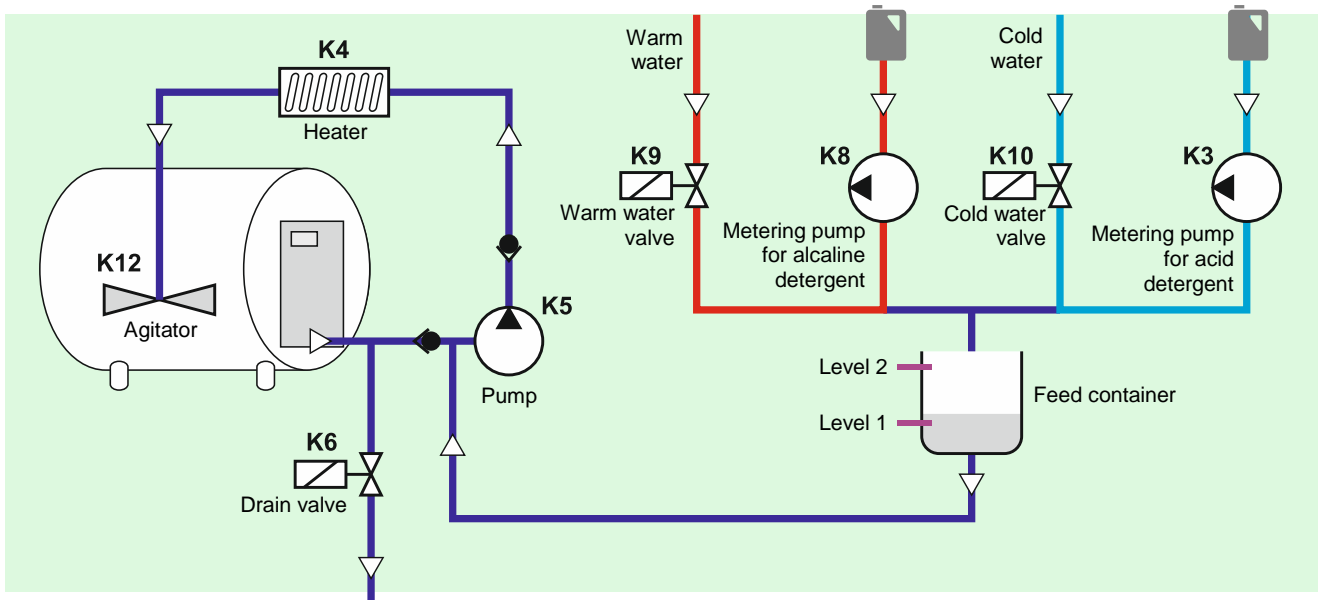 K4
Heater
K12
Agitator
K5
Pump
K6
Drain valve
Warm
water
K9
Warm water
valve
K8
Metering pump
for alcaline
detergent
Cold
water
K10
Cold water
valve
K3
Metering pump
for acid
detergent
Level 2
Level 1
Feed container